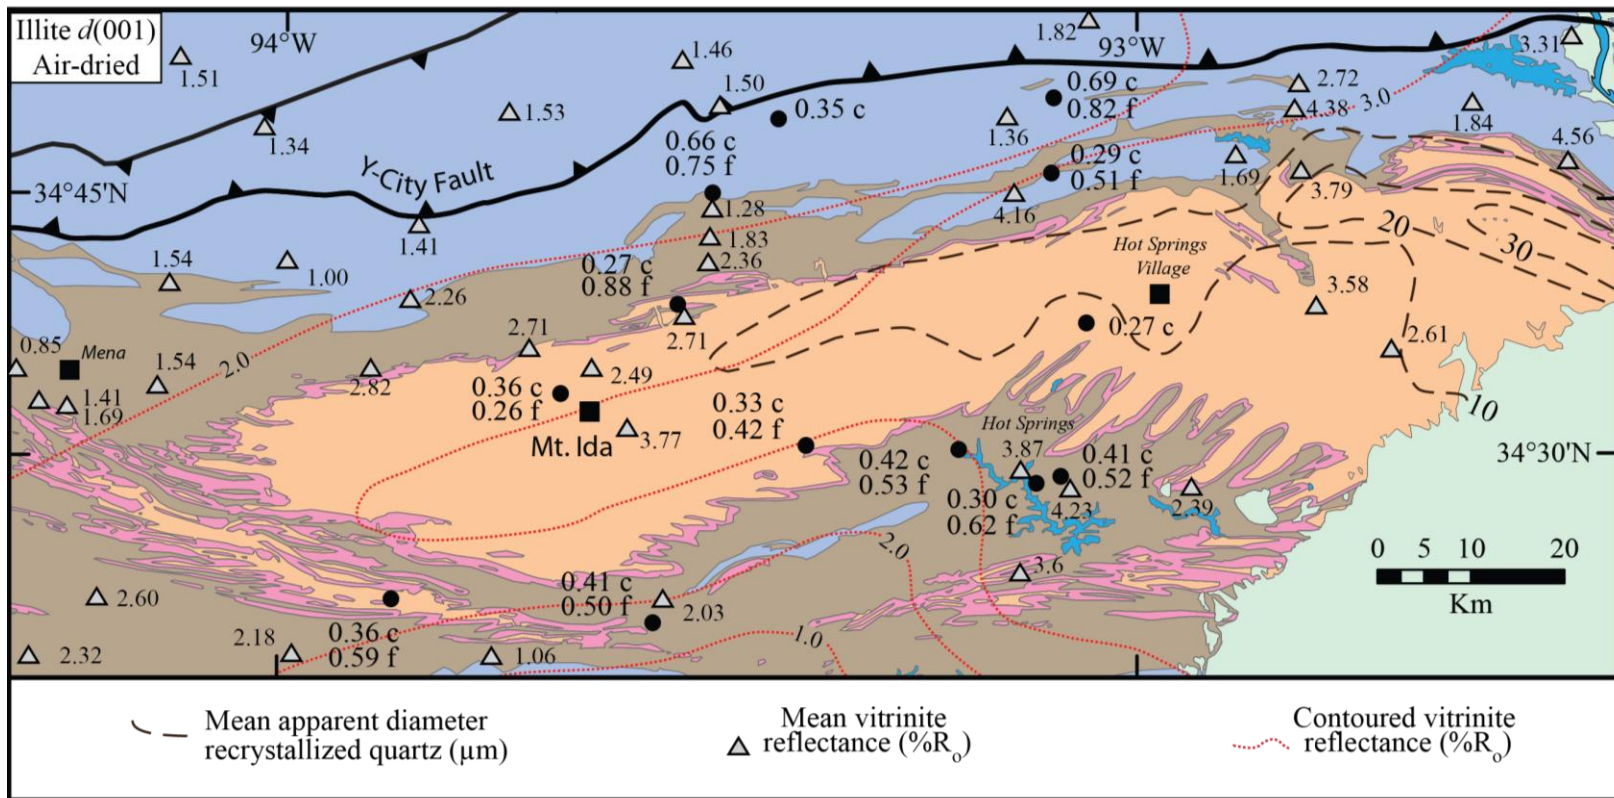 Illite d(001)
Air-dried
94°W
93°W
1.51
1.46
1.82
3.31
1.50
0.35 c
0.69 c
0.82 f
2.72
4.38
3.0
1.84
1.34
1.53
1.36
4.56
0.66 c
0.75 f
Y-City Fault
0.29 c
0.51 f
1.69
3.79
34°45'N
1.28
4.16
1.41
1.83
2.36
20
30
Hot Springs
Village
1.54
1.00
0.27 c
0.88 f
2.26
3.58
2.71
2.71
0.27 c
2.61
0.85
Mena
1.54
2.0
2.82
2.49
10
1.41
1.69
0.36 c
0.26 f
Mt. Ida
3.77
0.33 c
0.42 f
Hot Springs
3.87
0.41 c
0.52 f
34°30'N
0.42 c
0.53 f
0.30 c
0.62 f
4.23
2.39
2.0
0 5 10 20
Km
3.6
2.60
0.41 c
0.50 f
2.03
1.0
2.18
0.36 c
0.59 f
2.32
1.06
Mean apparent diameter
recrystallized quartz (µm)
Mean vitrinite
reflectance (%Ro)
Contoured vitrinite
reflectance (%Ro)